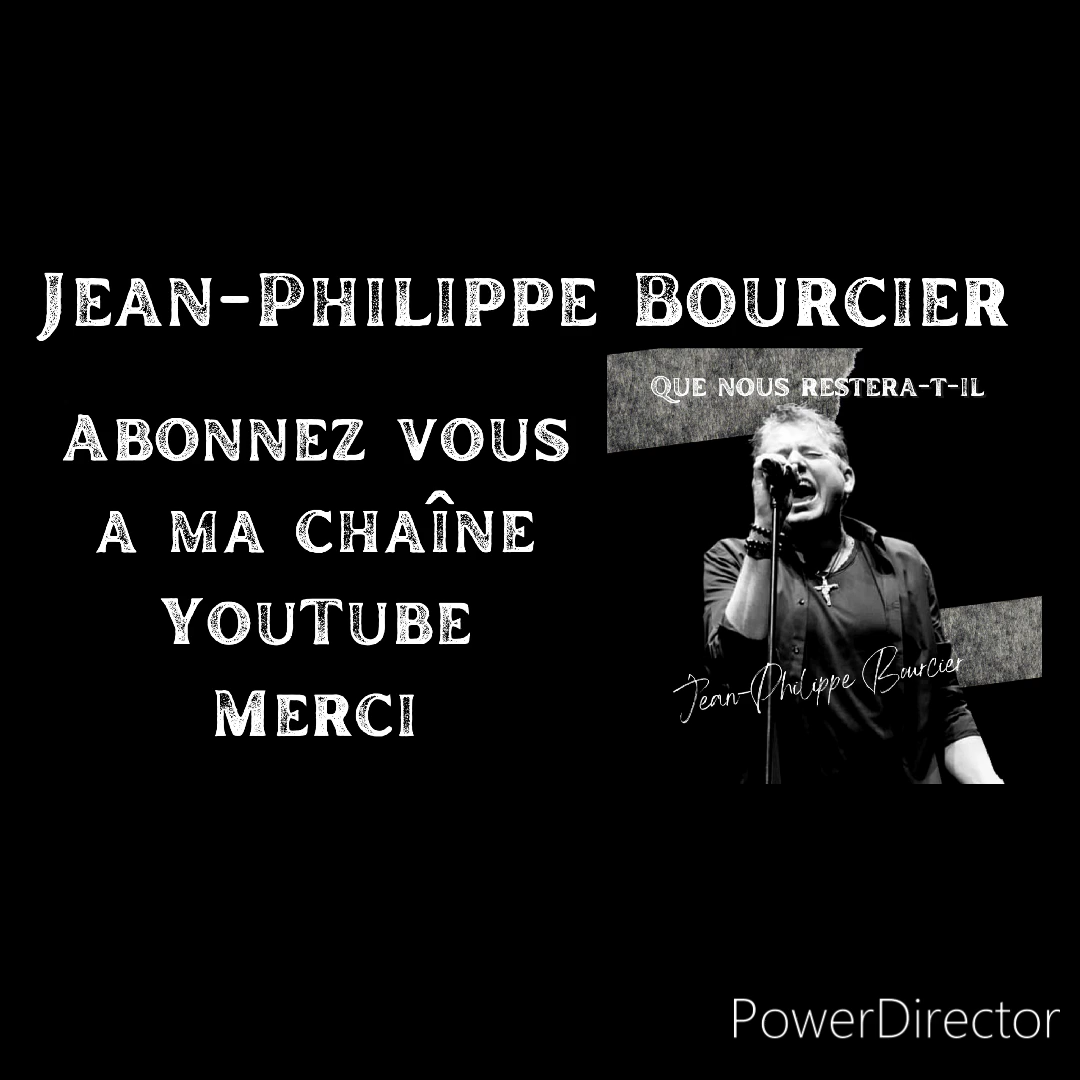 Jean-Philippe Bourcier
Que nous restera-t-il
Abonnez vous
a ma chaîne
YouTube
Merci
Jean-Philippe Bourcier
PowerDirector